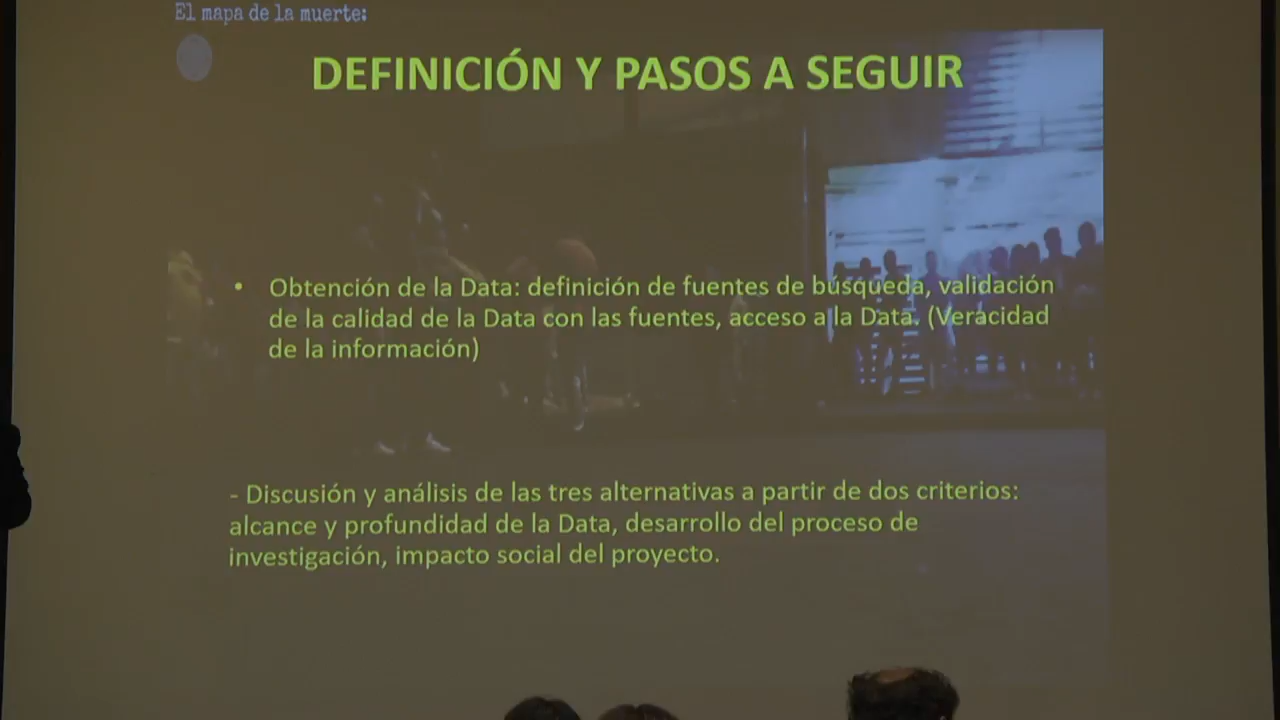 El mapa de la muerte:
DEFINICIÓN Y PASOS A SEGUIR
• Obtención de la Data: definición de fuentes de búsqueda, validación
de la calidad de la Data con las fuentes, acceso a la Data. (Veracidad
de la información)
- Discusión y análisis de las tres alternativas a partir de dos criterios:
alcance y profundidad de la Data, desarrollo del proceso de
investigación, impacto social del proyecto.